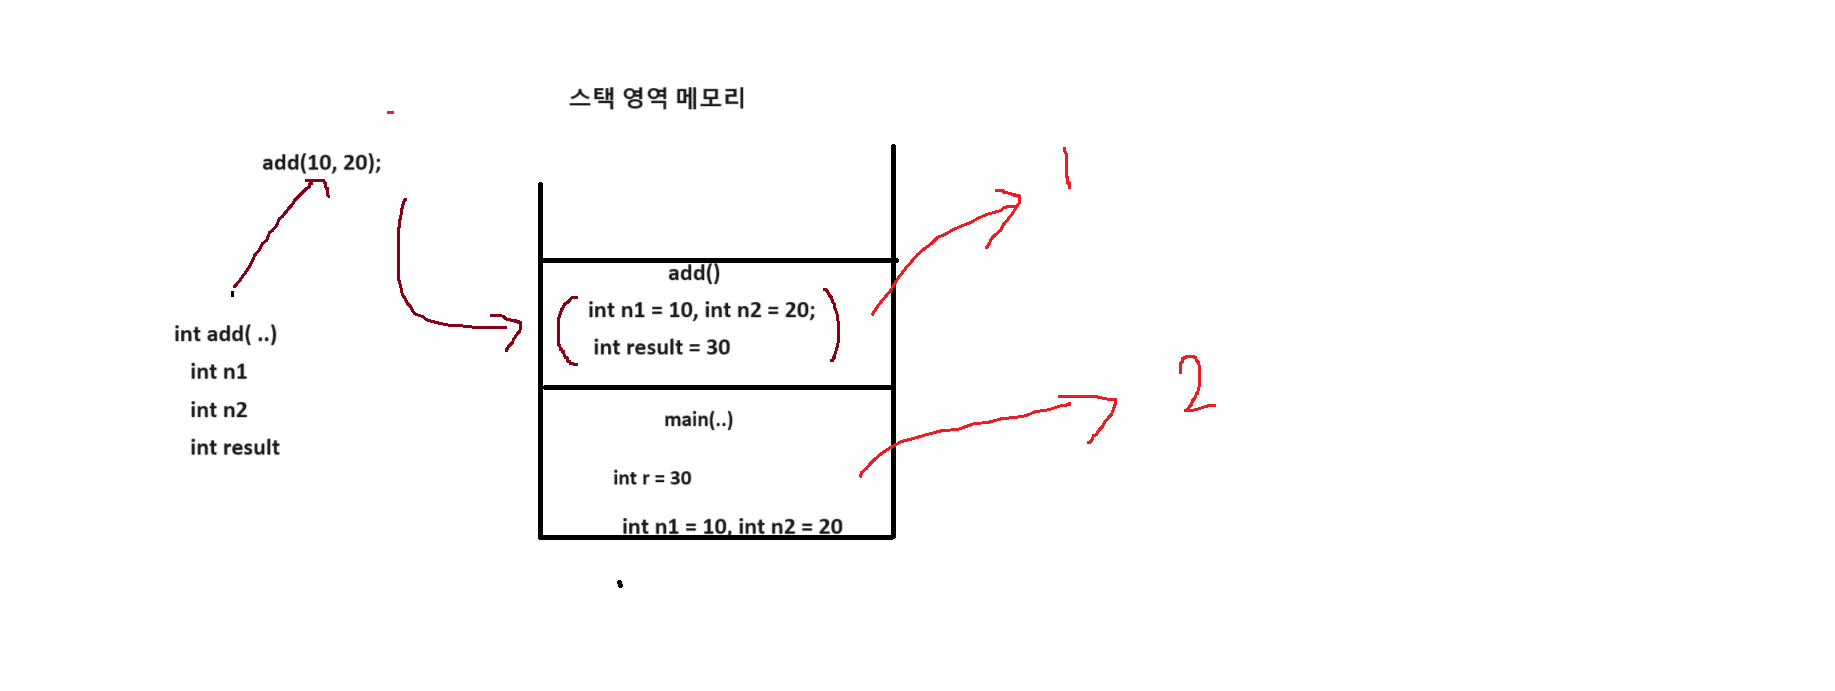 스택 영역 메모리
add(10, 20);
1
add()
int n1 = 10, int n2 = 20;
int result = 30
int add( ..)
int n1
int n2
int result
2
main(..)
int r = 30
int n1 = 10, int n2 = 20